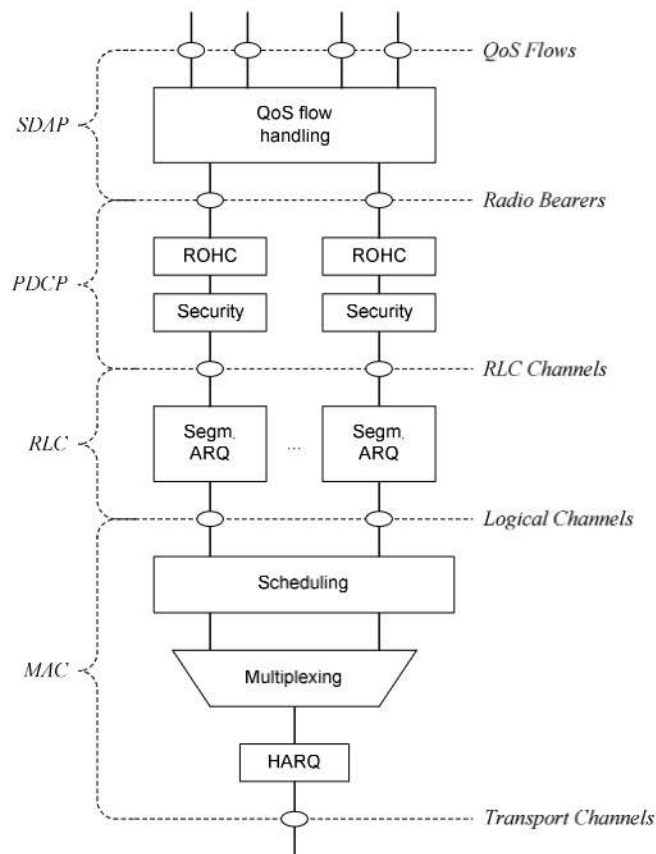 QoS Flows
QoS flow
handling
SDAP
Radio Bearers
ROHC
ROHC
PDCP
Security
Security
RLC Channels
Segm.
ARQ
...
Segm.
ARQ
RLC
Logical Channels
Scheduling
MAC
Multiplexing
HARQ
Transport Channels